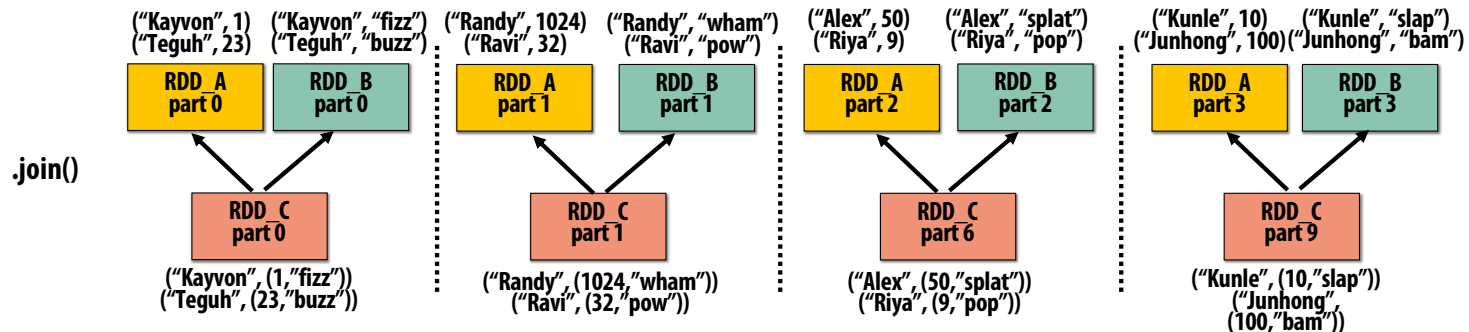 (“Kayvon”, 1)
(“Teguh”, 23)
(“Kayvon”, “fizz”)
(“Teguh”, “buzz”)
(“Randy”, 1024)
(“Ravi”, 32)
(“Randy”, “wham”)
(“Ravi”, “pow”)
(“Alex”, 50)
(“Riya”, 9)
(“Alex”, “splat”)
(“Riya”, “pop”)
(“Kunle”, 10)
(“Junhong”, 100)
(“Kunle”, “slap”)
(“Junhong”, “bam”)
RDD_A
part 0
RDD_B
part 0
RDD_A
part 1
RDD_B
part 1
RDD_A
part 2
RDD_B
part 2
RDD_A
part 3
RDD_B
part 3
.join()
RDD_C
part 0
RDD_C
part 1
RDD_C
part 6
RDD_C
part 9
(“Kayvon”, (1,”fizz”))
(“Teguh”, (23,”buzz”))
(“Randy”, (1024,”wham”))
(“Ravi”, (32,”pow”))
(“Alex”, (50,”splat”))
(“Riya”, (9,”pop”))
(“Kunle”, (10,”slap”))
(“Junhong”,
(100,”bam”))